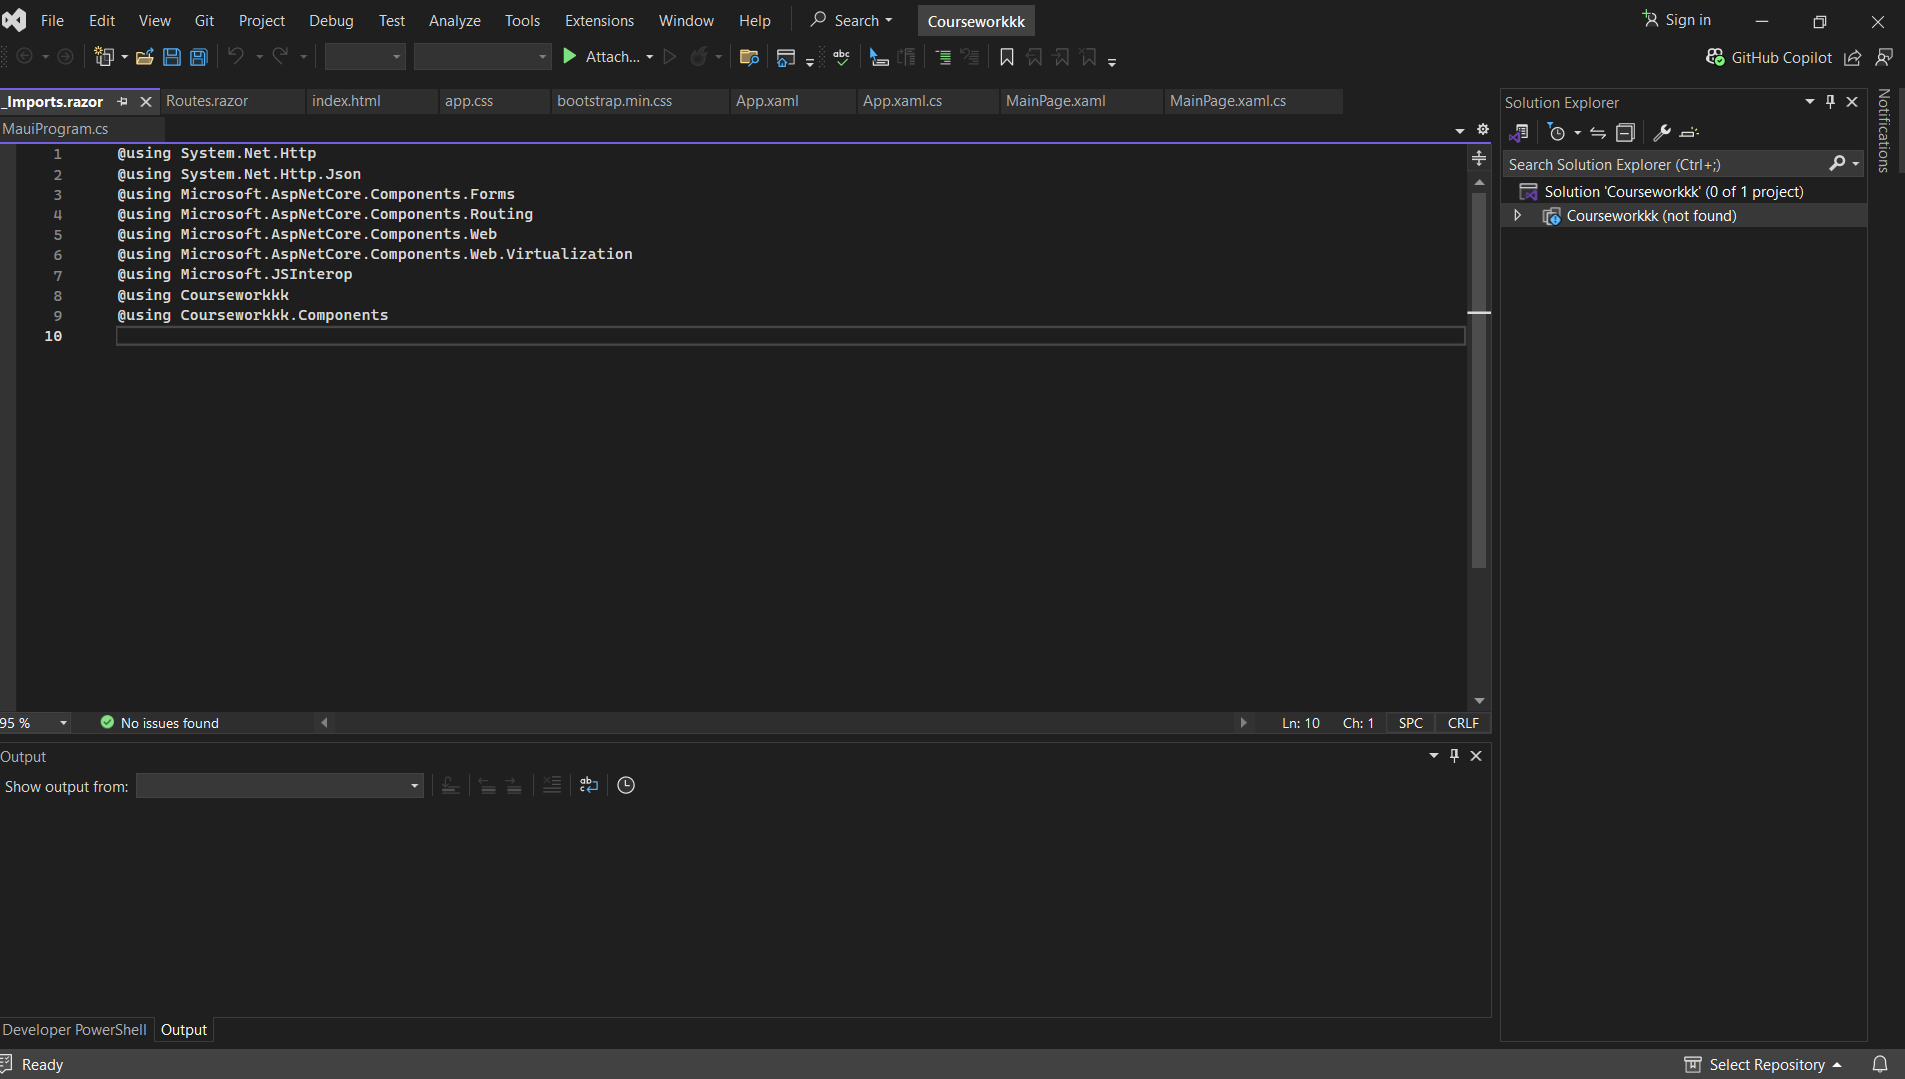 File Edit View Git Project Debug Test Analyze Tools Extensions Window Help Search Courseworkkk Sign in
Attach... abc GitHub Copilot
_Imports.razor Routes.razor index.html app.css bootstrap.min.css App.xaml App.xaml.cs MainPage.xaml MainPage.xaml.cs
MauiProgram.cs
1 @using System.Net.Http
2 @using System.Net.Http.Json
3 @using Microsoft.AspNetCore.Components.Forms
4 @using Microsoft.AspNetCore.Components.Routing
5 @using Microsoft.AspNetCore.Components.Web
6 @using Microsoft.AspNetCore.Components.Web.Virtualization
7 @using Microsoft.JSInterop
8 @using Courseworkkk
9 @using Courseworkkk.Components
10
95 % No issues found Ln: 10 Ch: 1 SPC CRLF
Output
Show output from:
Developer PowerShell Output
Ready Select Repository
Solution Explorer
Search Solution Explorer (Ctrl+;)
Solution 'Courseworkkk' (0 of 1 project)
Courseworkkk (not found)
Notifications